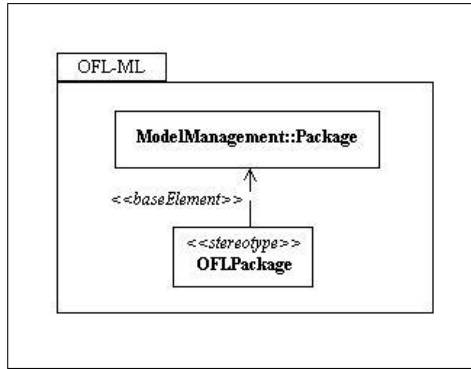 OFL-ML
ModelManagement::Package
<<baseElement>>
<<stereotype>>
OFLPackage